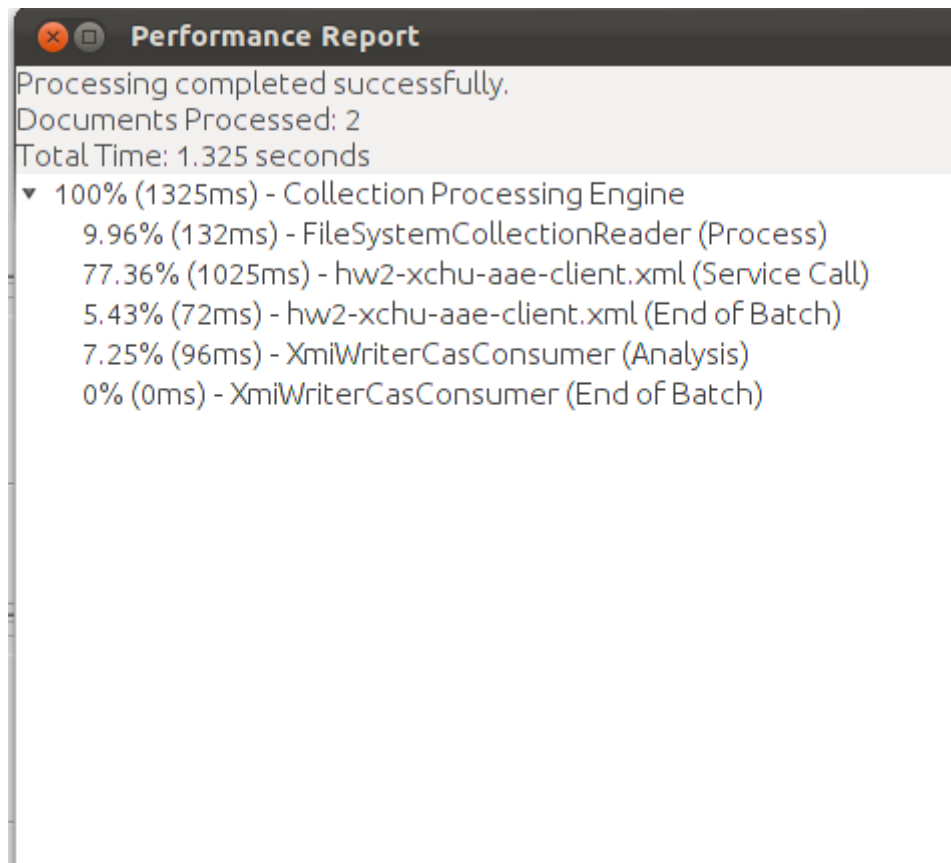 Performance Report
Processing completed successfully.
Documents Processed: 2
Total Time: 1.325 seconds
100% (1325ms) - Collection Processing Engine
9.96% (132ms) - FileSystemCollectionReader (Process)
77.36% (1025ms) - hw2-xchu-aae-client.xml (Service Call)
5.43% (72ms) - hw2-xchu-aae-client.xml (End of Batch)
7.25% (96ms) - XmiWriterCasConsumer (Analysis)
0% (0ms) - XmiWriterCasConsumer (End of Batch)